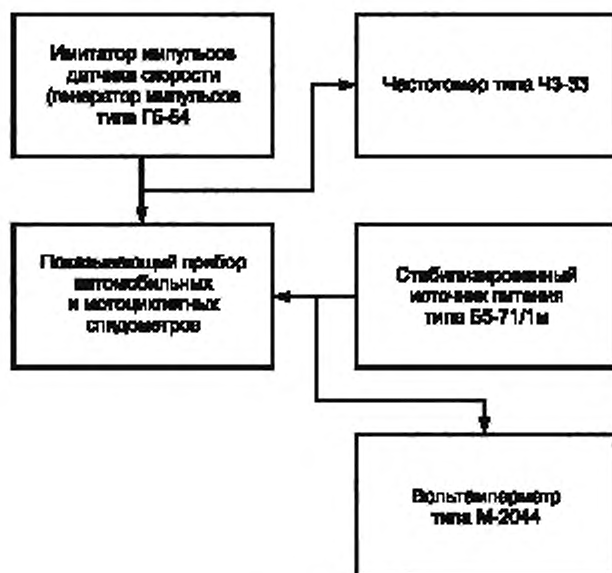 Имитатор импульсов
датчика скорости
(генератор импульсов
типа Г5-54
Частотомер типа Ч3-33
Показывающий прибор
автомобильных
и мотоциклетных
спидометров
Стабилизированный
источник питания
типа Б5-71/1м
Вольтамперметр
типа М-2044